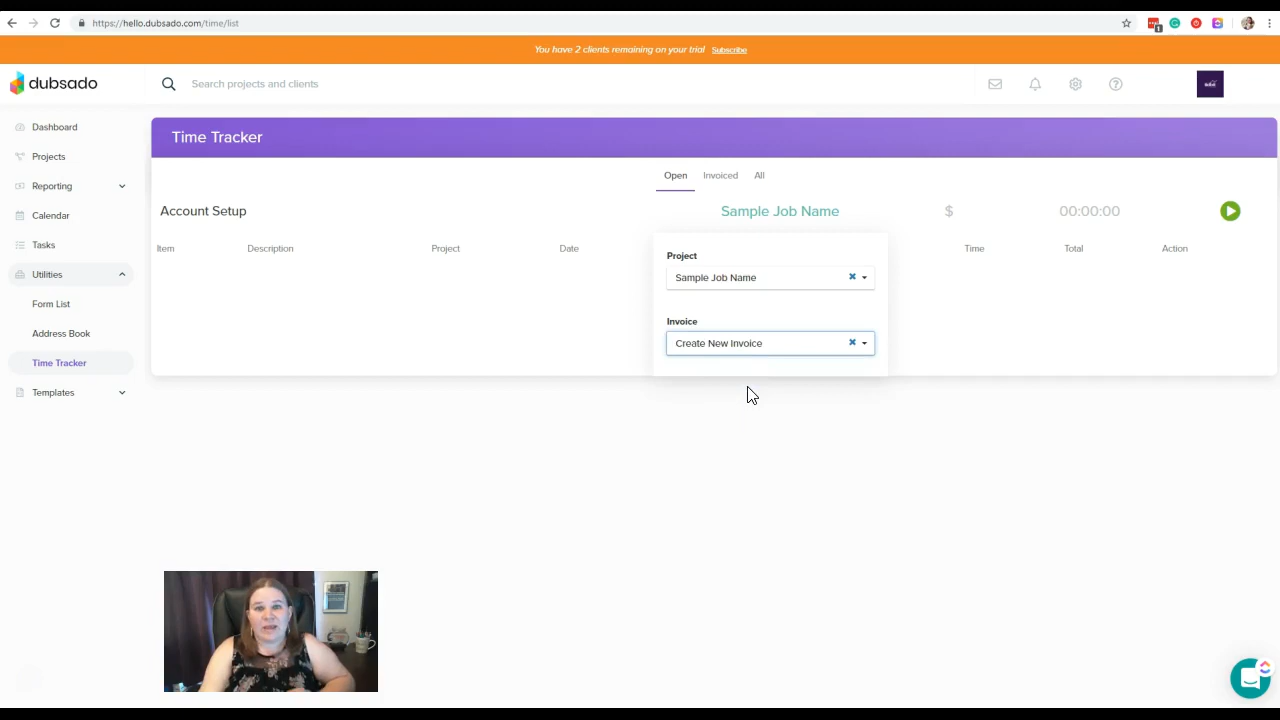 https://hello.dubsado.com/time/list
You have 2 clients remaining on your trial Subscribe
dubsado
Search projects and clients
Dashboard
Projects
Reporting
Calendar
Tasks
Utilities
Form List
Address Book
Time Tracker
Templates
Time Tracker
Open Invoiced All
Account Setup Sample Job Name $ 00:00:00
Item Description Project Date Time Total Action
Project
Sample Job Name
Invoice
Create New Invoice